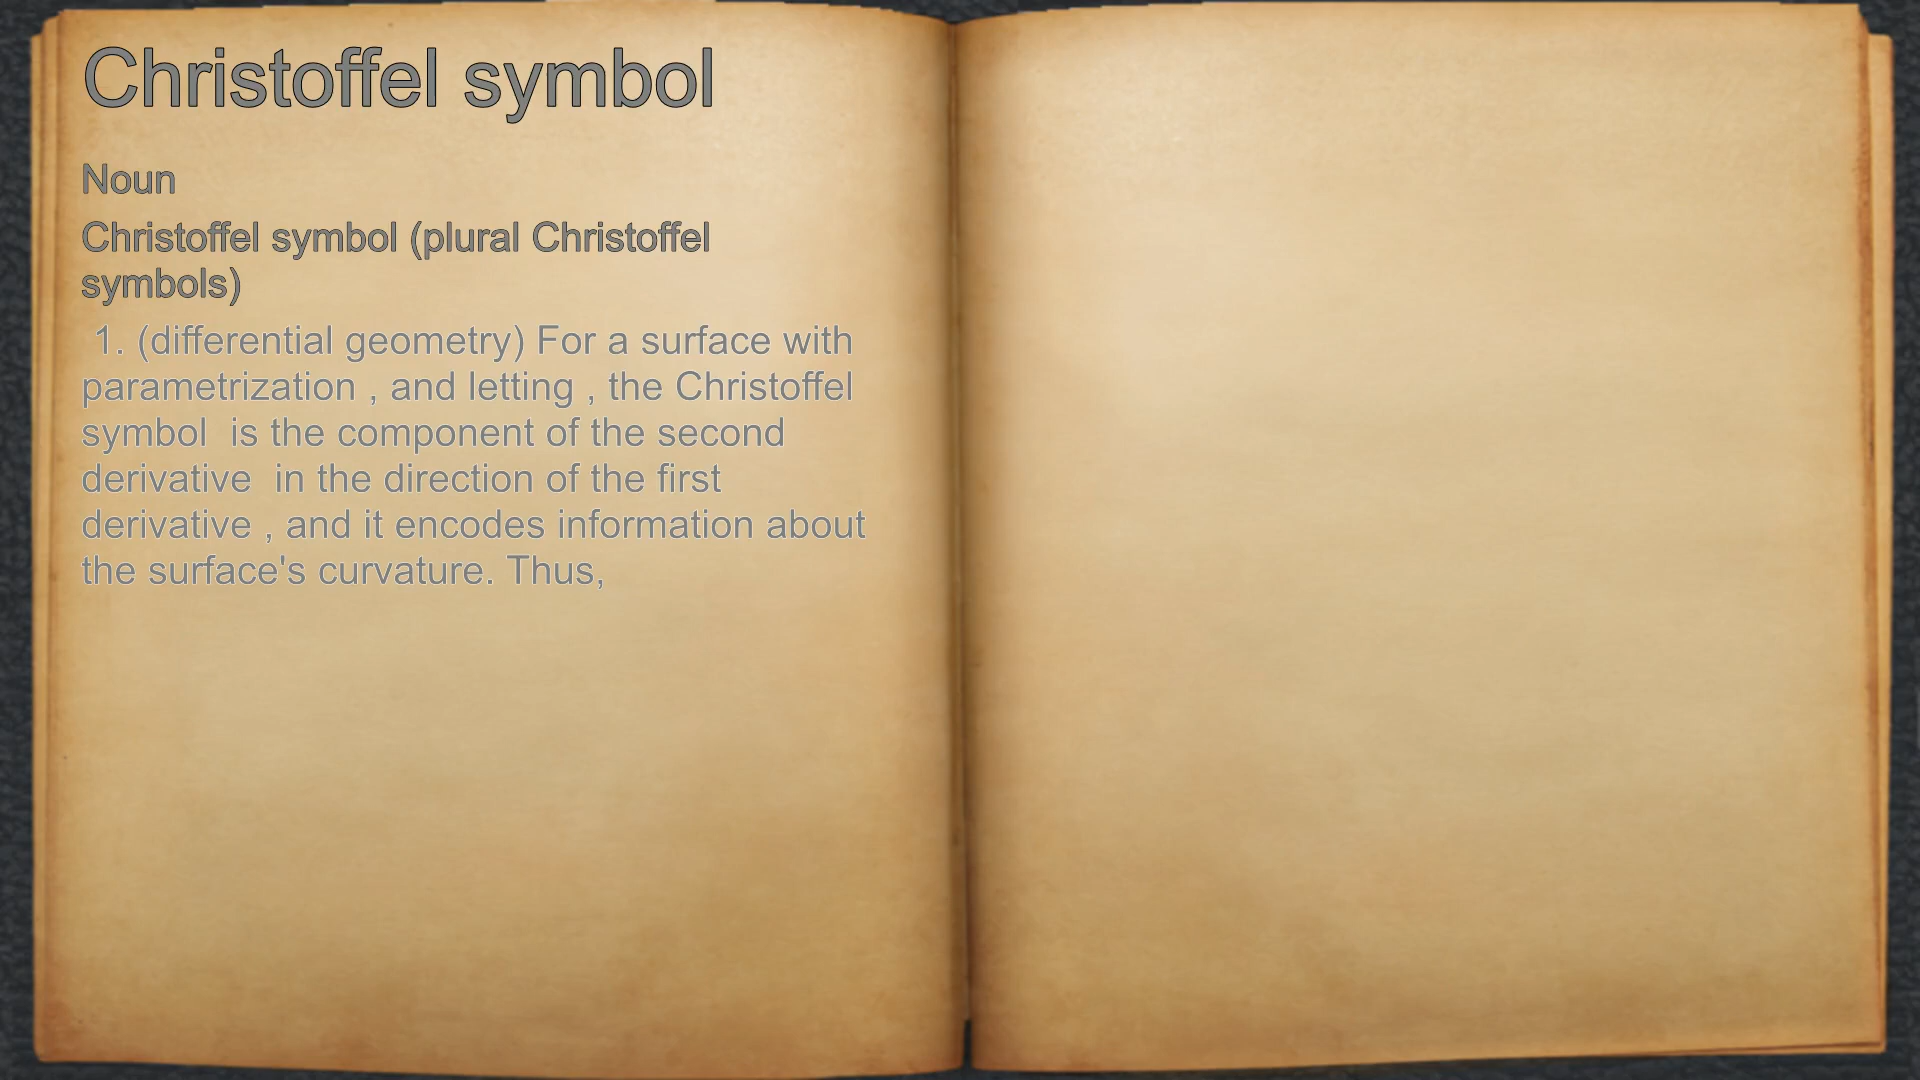 Christoffel symbol
Noun
Christoffel symbol (plural Christoffel
symbols)
1. (differential geometry) For a surface with
parametrization , and letting , the Christoffel
symbol  is the component of the second
derivative  in the direction of the first
derivative , and it encodes information about
the surface's curvature. Thus,